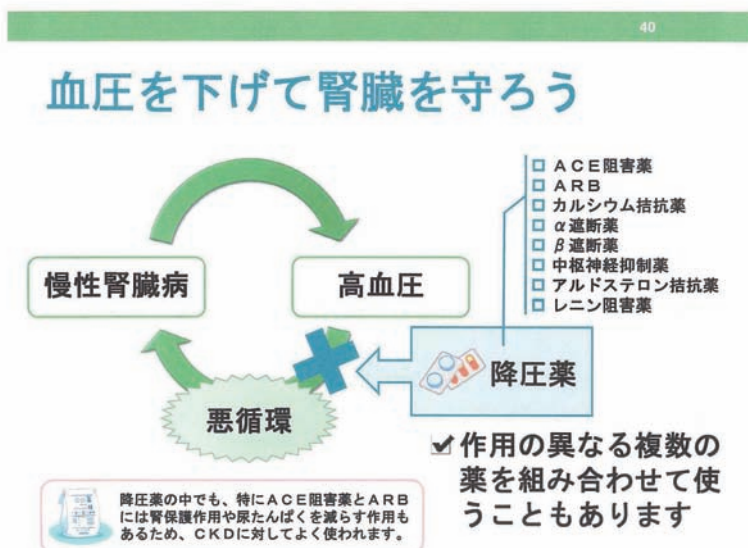 40
血圧を下げて腎臓を守ろう
ACE阻害薬
ARB
カルシウム拮抗薬
α遮断薬
β遮断薬
中枢神経抑制薬
アルドステロン拮抗薬
レニン阻害薬
慢性腎臓病
高血圧
降圧薬
悪循環
作用の異なる複数の
薬を組み合わせて使
うこともあります
降圧薬の中でも、特にACE阻害薬とARB
には腎保護作用や尿たんぱくを減らす作用も
あるため、CKDに対してよく使われます。